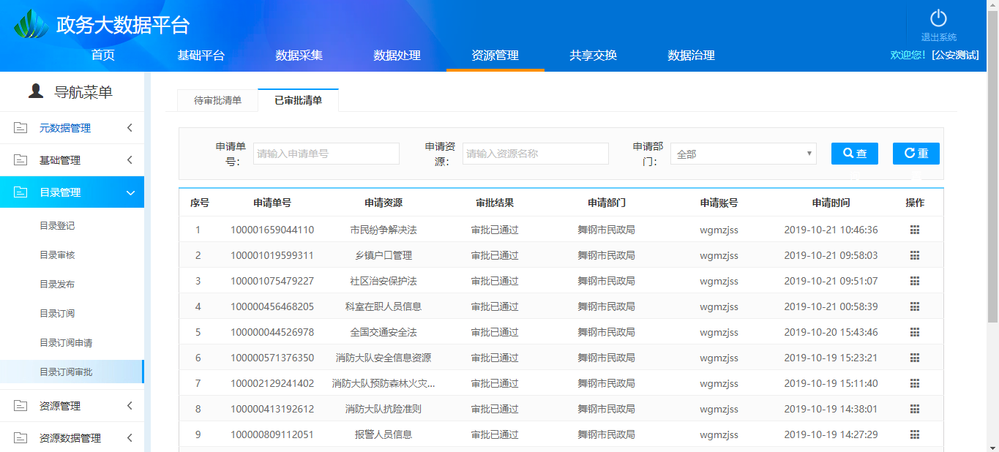 政务大数据平台
退出系统
首页 基础平台 数据采集 数据处理 资源管理 共享交换 数据治理 欢迎您! [公安测试]
导航菜单
元数据管理
基础管理
目录管理
目录登记
目录审核
目录发布
目录订阅
目录订阅申请
目录订阅审批
资源管理
资源数据管理
待审批清单 已审批清单
申请单号: 请输入申请单号 申请资源: 请输入资源名称 申请部门: 全部 查 重
序号 申请单号 申请资源 审批结果 申请部门 申请账号 申请时间 操作
1 100001659044110 市民纷争解决法 审批已通过 舞钢市民政局 wgmzjss 2019-10-21 10:46:36
2 100001019599311 乡镇户口管理 审批已通过 舞钢市民政局 wgmzjss 2019-10-21 09:58:03
3 100001075479227 社区治安保护法 审批已通过 舞钢市民政局 wgmzjss 2019-10-21 09:51:07
4 100000456468205 科室在职人员信息 审批已通过 舞钢市民政局 wgmzjss 2019-10-21 00:58:39
5 100000044526978 全国交通安全法 审批已通过 舞钢市民政局 wgmzjss 2019-10-20 15:43:46
6 100000571376350 消防大队安全信息资源 审批已通过 舞钢市民政局 wgmzjss 2019-10-19 15:23:21
7 100002129241402 消防大队预防森林火灾... 审批已通过 舞钢市民政局 wgmzjss 2019-10-19 15:11:40
8 100000413192612 消防大队抗险准则 审批已通过 舞钢市民政局 wgmzjss 2019-10-19 14:38:01
9 100000809112051 报警人员信息 审批已通过 舞钢市民政局 wgmzjss 2019-10-19 14:27:29